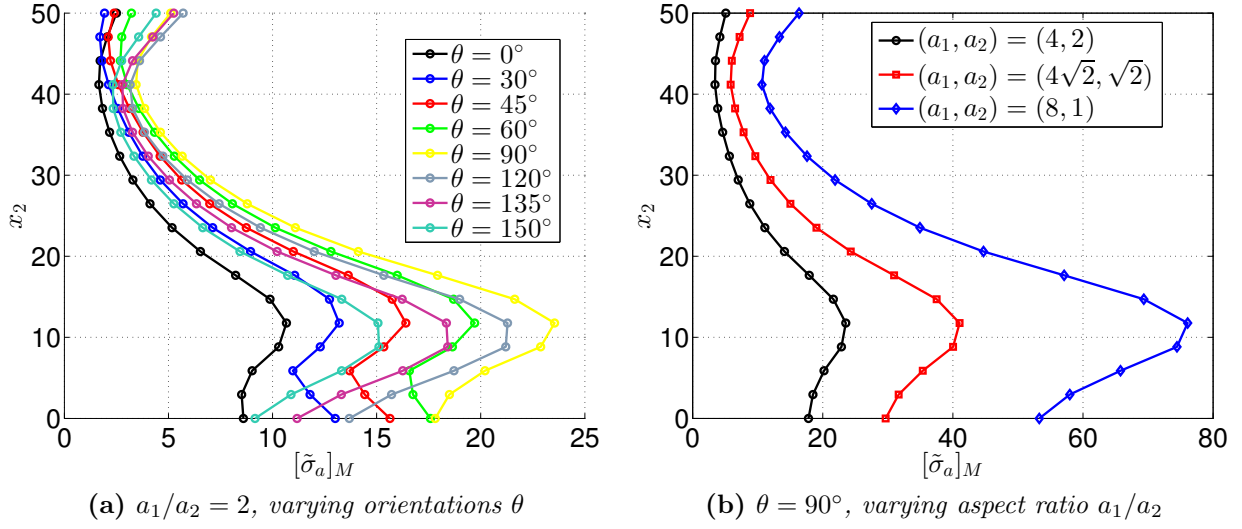 50
40
30
20
10
0
x₂
0 5 10 15 20 25
[σ̃ₐ]_M
θ = 0°
θ = 30°
θ = 45°
θ = 60°
θ = 90°
θ = 120°
θ = 135°
θ = 150°
(a) a₁/a₂ = 2, varying orientations θ
50
40
30
20
10
0
x₂
0 20 40 60 80
[σ̃ₐ]_M
(a₁, a₂) = (4, 2)
(a₁, a₂) = (4√2, √2)
(a₁, a₂) = (8, 1)
(b) θ = 90°, varying aspect ratio a₁/a₂